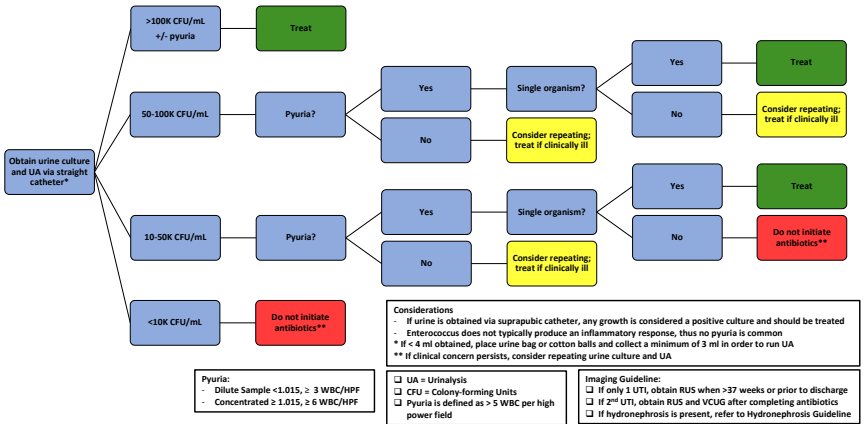 >100K CFU/mL
+/- pyuria
Treat
50-100K CFU/mL
Pyuria?
Yes
Single organism?
Yes
Treat
No
Consider repeating;
treat if clinically ill
No
Consider repeating;
treat if clinically ill
Obtain urine culture
and UA via straight
catheter*
10-50K CFU/mL
Pyuria?
Yes
Single organism?
Yes
Treat
No
Do not initiate
antibiotics**
No
Consider repeating;
treat if clinically ill
<10K CFU/mL
Do not initiate
antibiotics**
Considerations
- If urine is obtained via suprapubic catheter, any growth is considered a positive culture and should be treated
- Enterococcus does not typically produce an inflammatory response, thus no pyuria is common
* If < 4 ml obtained, place urine bag or cotton balls and collect a minimum of 3 ml in order to run UA
** If clinical concern persists, consider repeating urine culture and UA
Pyuria:
- Dilute Sample <1.015, ≥ 3 WBC/HPF
- Concentrated ≥ 1.015, ≥ 6 WBC/HPF
❑ UA = Urinalysis
❑ CFU = Colony-forming Units
❑ Pyuria is defined as > 5 WBC per high
power field
Imaging Guideline:
❑ If only 1 UTI, obtain RUS when >37 weeks or prior to discharge
❑ If 2nd UTI, obtain RUS and VCUG after completing antibiotics
❑ If hydronephrosis is present, refer to Hydronephrosis Guideline